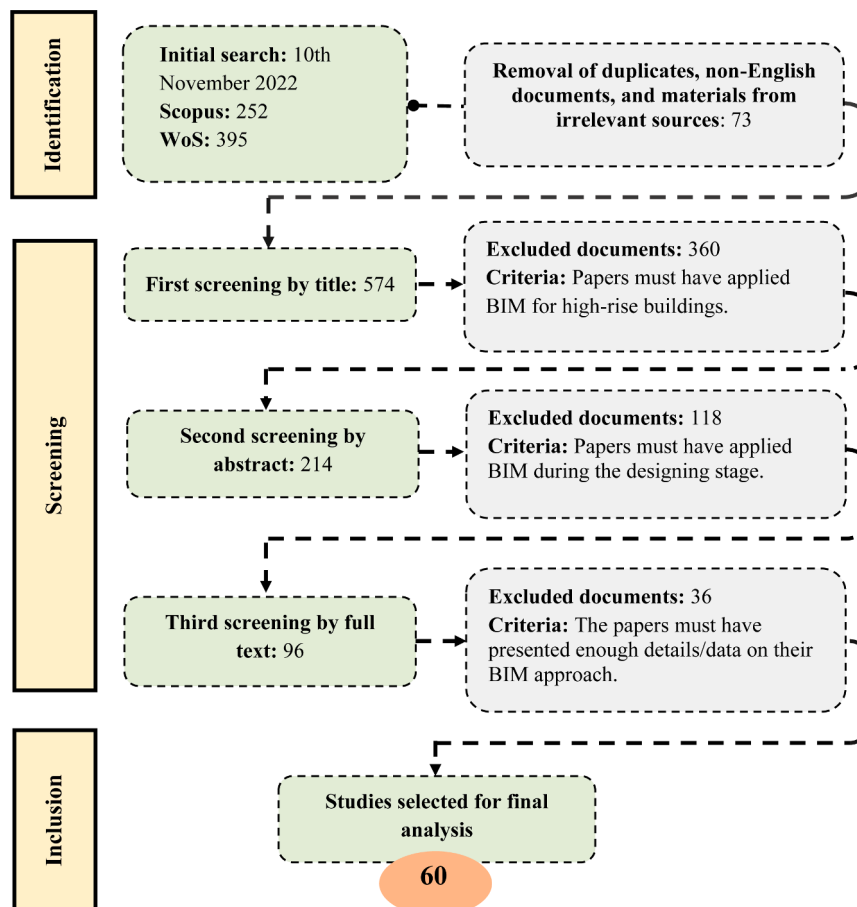 Identification
Initial search: 10th
November 2022
Scopus: 252
WoS: 395
Removal of duplicates, non-English
documents, and materials from
irrelevant sources: 73
Screening
First screening by title: 574
Excluded documents: 360
Criteria: Papers must have applied
BIM for high-rise buildings.
Second screening by
abstract: 214
Excluded documents: 118
Criteria: Papers must have applied
BIM during the designing stage.
Third screening by full
text: 96
Excluded documents: 36
Criteria: The papers must have
presented enough details/data on their
BIM approach.
Inclusion
Studies selected for final
analysis
60